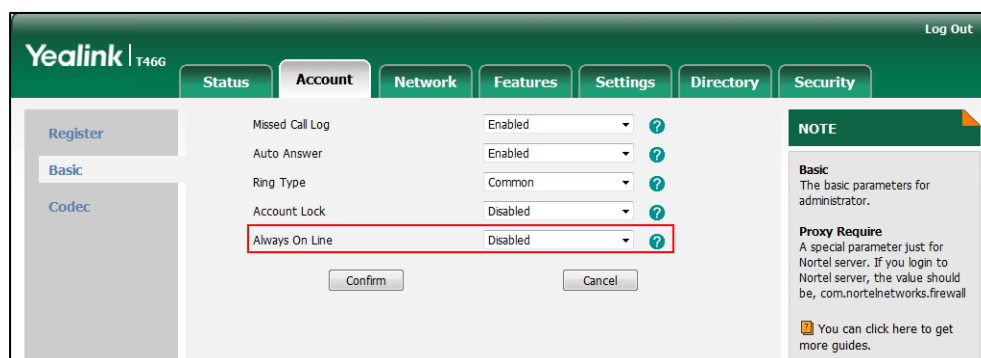 Log Out
Yealink T46G
Status Account Network Features Settings Directory Security
Register
Basic
Codec
Missed Call Log Enabled ?
Auto Answer Enabled ?
Ring Type Common ?
Account Lock Disabled ?
Always On Line Disabled ?
Confirm Cancel
NOTE
Basic
The basic parameters for
administrator.
Proxy Require
A special parameter just for
Nortel server. If you login to
Nortel server, the value should
be, com.nortelnetworks.firewall
? You can click here to get
more guides.